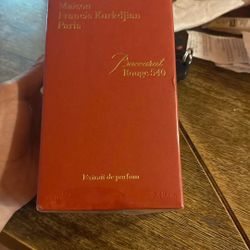 Maison
Francis Kurkdjian
Paris
Baccarat
Rouge 540
Extrait de parfum